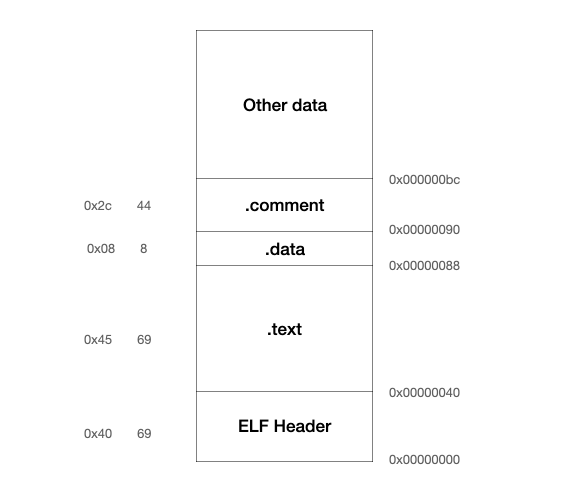 Other data
0x000000bc
0x2c 44 .comment
0x00000090
0x08 8 .data
0x00000088
.text
0x45 69
0x00000040
ELF Header
0x40 69
0x00000000